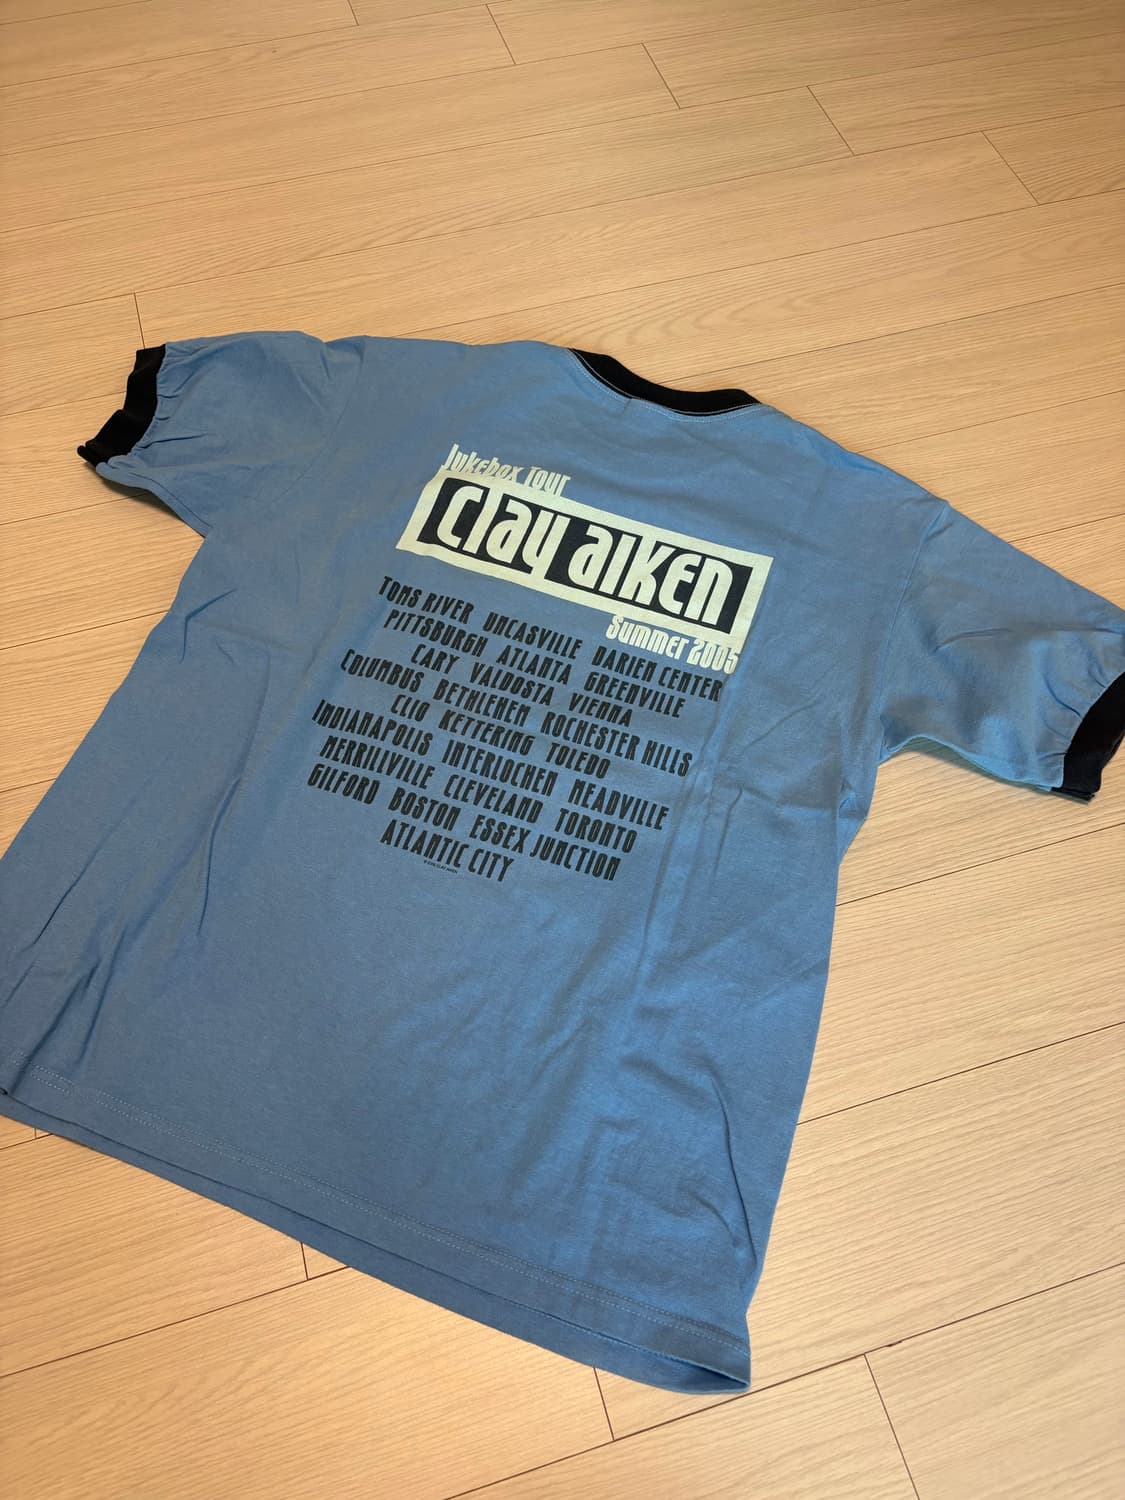 Jukebox Tour
clay aiken
Summer 2005
TOMS RIVER UNCASVILLE DARIEN CENTER
PITTSBURGH ATLANTA GREENVILLE
CARY VALDOSTA VIENNA
COLUMBUS BETHLEHEM ROCHESTER HILLS
CLIO KETTERING TOLEDO
INDIANAPOLIS INTERLOCHEN MEADVILLE
MERRILLVILLE CLEVELAND TORONTO
GILFORD BOSTON ESSEX JUNCTION
ATLANTIC CITY